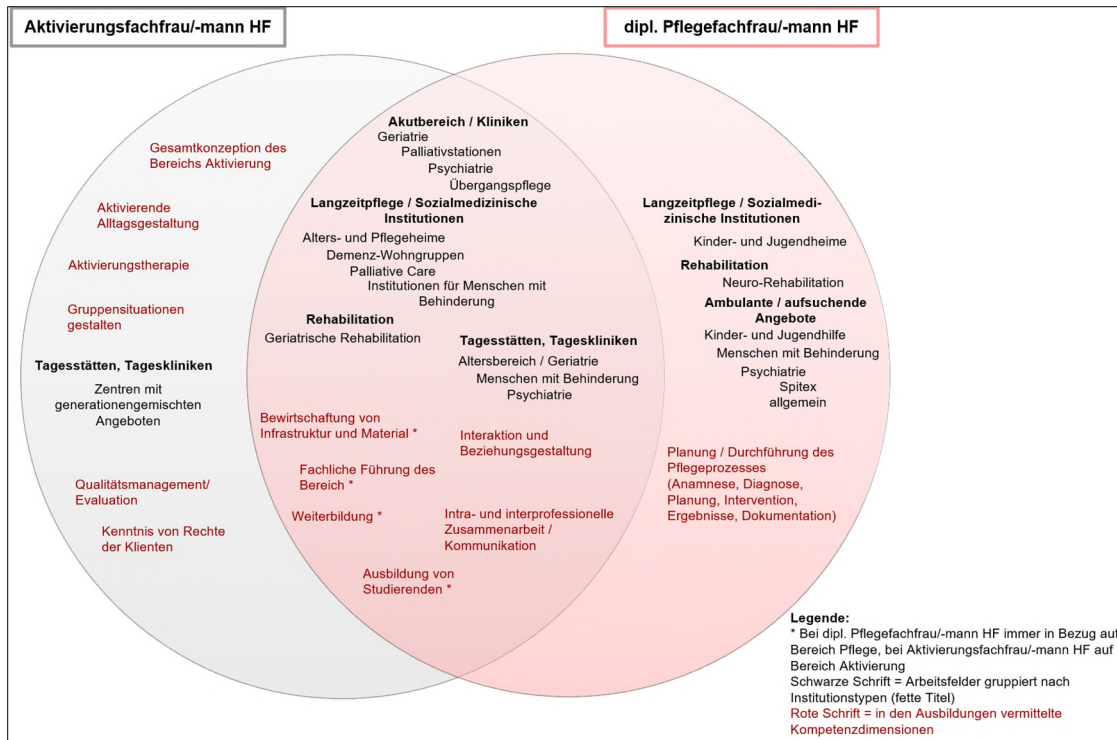 Aktivierungsfachfrau/-mann HF
dipl. Pflegefachfrau/-mann HF
Gesamtkonzeption des
Bereichs Aktivierung
Aktivierende
Alltagsgestaltung
Aktivierungstherapie
Gruppensituationen
gestalten
Tagesstätten, Tageskliniken
Zentren mit
generationengemischten
Angeboten
Qualitätsmanagement/
Evaluation
Kenntnis von Rechte
der Klienten
Akutbereich / Kliniken
Geriatrie
Palliativstationen
Psychiatrie
Übergangspflege
Langzeitpflege / Sozialmedizinische
Institutionen
Alters- und Pflegeheime
Demenz-Wohngruppen
Palliative Care
Institutionen für Menschen mit
Behinderung
Rehabilitation
Geriatrische Rehabilitation
Tagesstätten, Tageskliniken
Altersbereich / Geriatrie
Menschen mit Behinderung
Psychiatrie
Bewirtschaftung von
Infrastruktur und Material *
Interaktion und
Beziehungsgestaltung
Fachliche Führung des
Bereich *
Weiterbildung *
Intra- und interprofessionelle
Zusammenarbeit /
Kommunikation
Ausbildung von
Studierenden *
Langzeitpflege / Sozialmedi-
zinische Institutionen
Kinder- und Jugendheime
Rehabilitation
Neuro-Rehabilitation
Ambulante / aufsuchende
Angebote
Kinder- und Jugendhilfe
Menschen mit Behinderung
Psychiatrie
Spitex
allgemein
Planung / Durchführung des
Pflegeprozesses
(Anamnese, Diagnose,
Planung, Intervention,
Ergebnisse, Dokumentation)
Legende:
* Bei dipl. Pflegefachfrau/-mann HF immer in Bezug auf
Bereich Pflege, bei Aktivierungsfachfrau/-mann HF auf
Bereich Aktivierung
Schwarze Schrift = Arbeitsfelder gruppiert nach
Institutionstypen (fette Titel)
Rote Schrift = in den Ausbildungen vermittelte
Kompetenzdimensionen